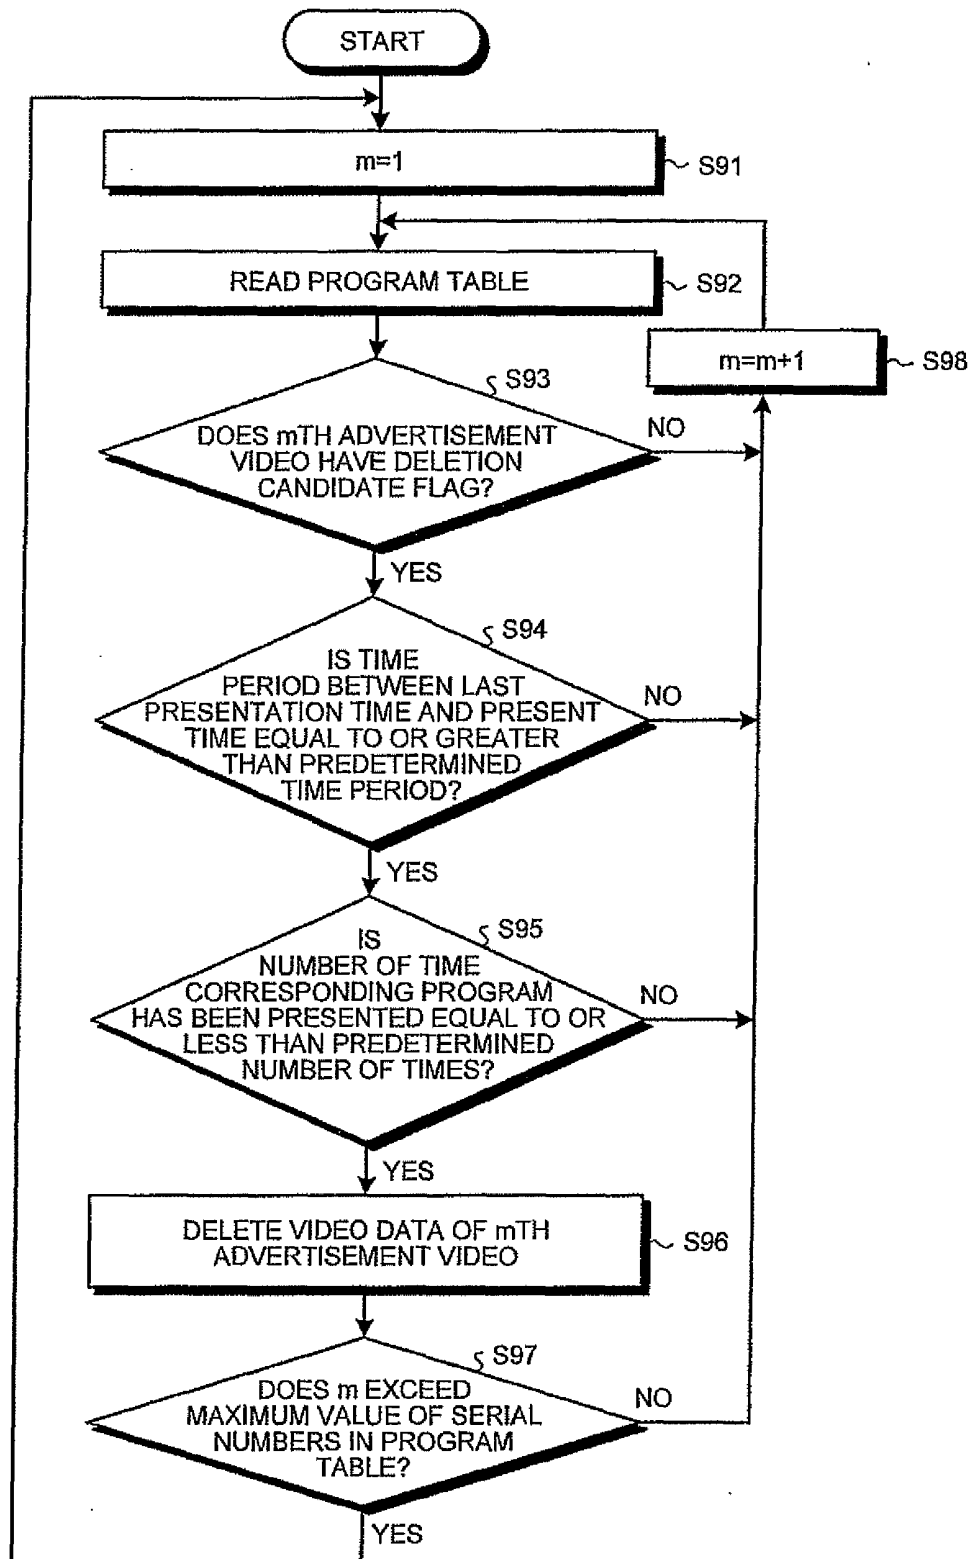 START
m=1
S91
READ PROGRAM TABLE
S92
m=m+1
S98
S93
DOES mTH ADVERTISEMENT
VIDEO HAVE DELETION
CANDIDATE FLAG?
NO
YES
S94
IS TIME
PERIOD BETWEEN LAST
PRESENTATION TIME AND PRESENT
TIME EQUAL TO OR GREATER
THAN PREDETERMINED
TIME PERIOD?
NO
YES
S95
IS
NUMBER OF TIME
CORRESPONDING PROGRAM
HAS BEEN PRESENTED EQUAL TO OR
LESS THAN PREDETERMINED
NUMBER OF TIMES?
NO
YES
DELETE VIDEO DATA OF mTH
ADVERTISEMENT VIDEO
S96
S97
DOES m EXCEED
MAXIMUM VALUE OF SERIAL
NUMBERS IN PROGRAM
TABLE?
NO
YES